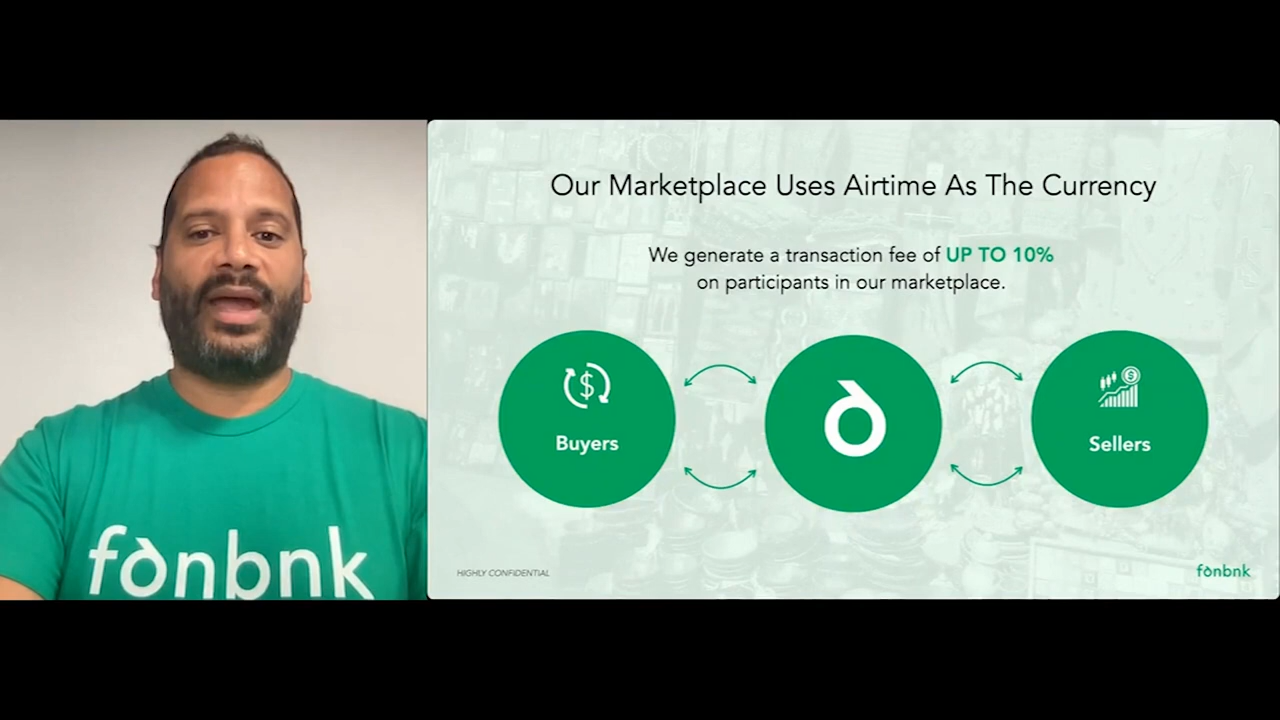 fònbnk
Our Marketplace Uses Airtime As The Currency
We generate a transaction fee of UP TO 10%
on participants in our marketplace.
Buyers
Sellers
HIGHLY CONFIDENTIAL
fònbnk